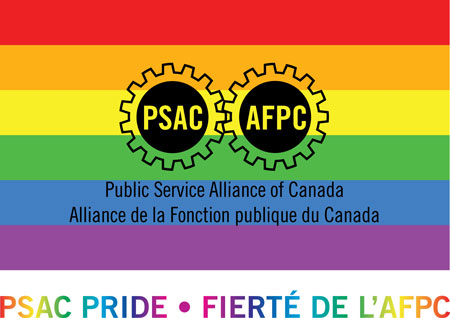 PSAC AFPC
Public Service Alliance of Canada
Alliance de la Fonction publique du Canada
PSAC PRIDE • FIERTÉ DE L'AFPC